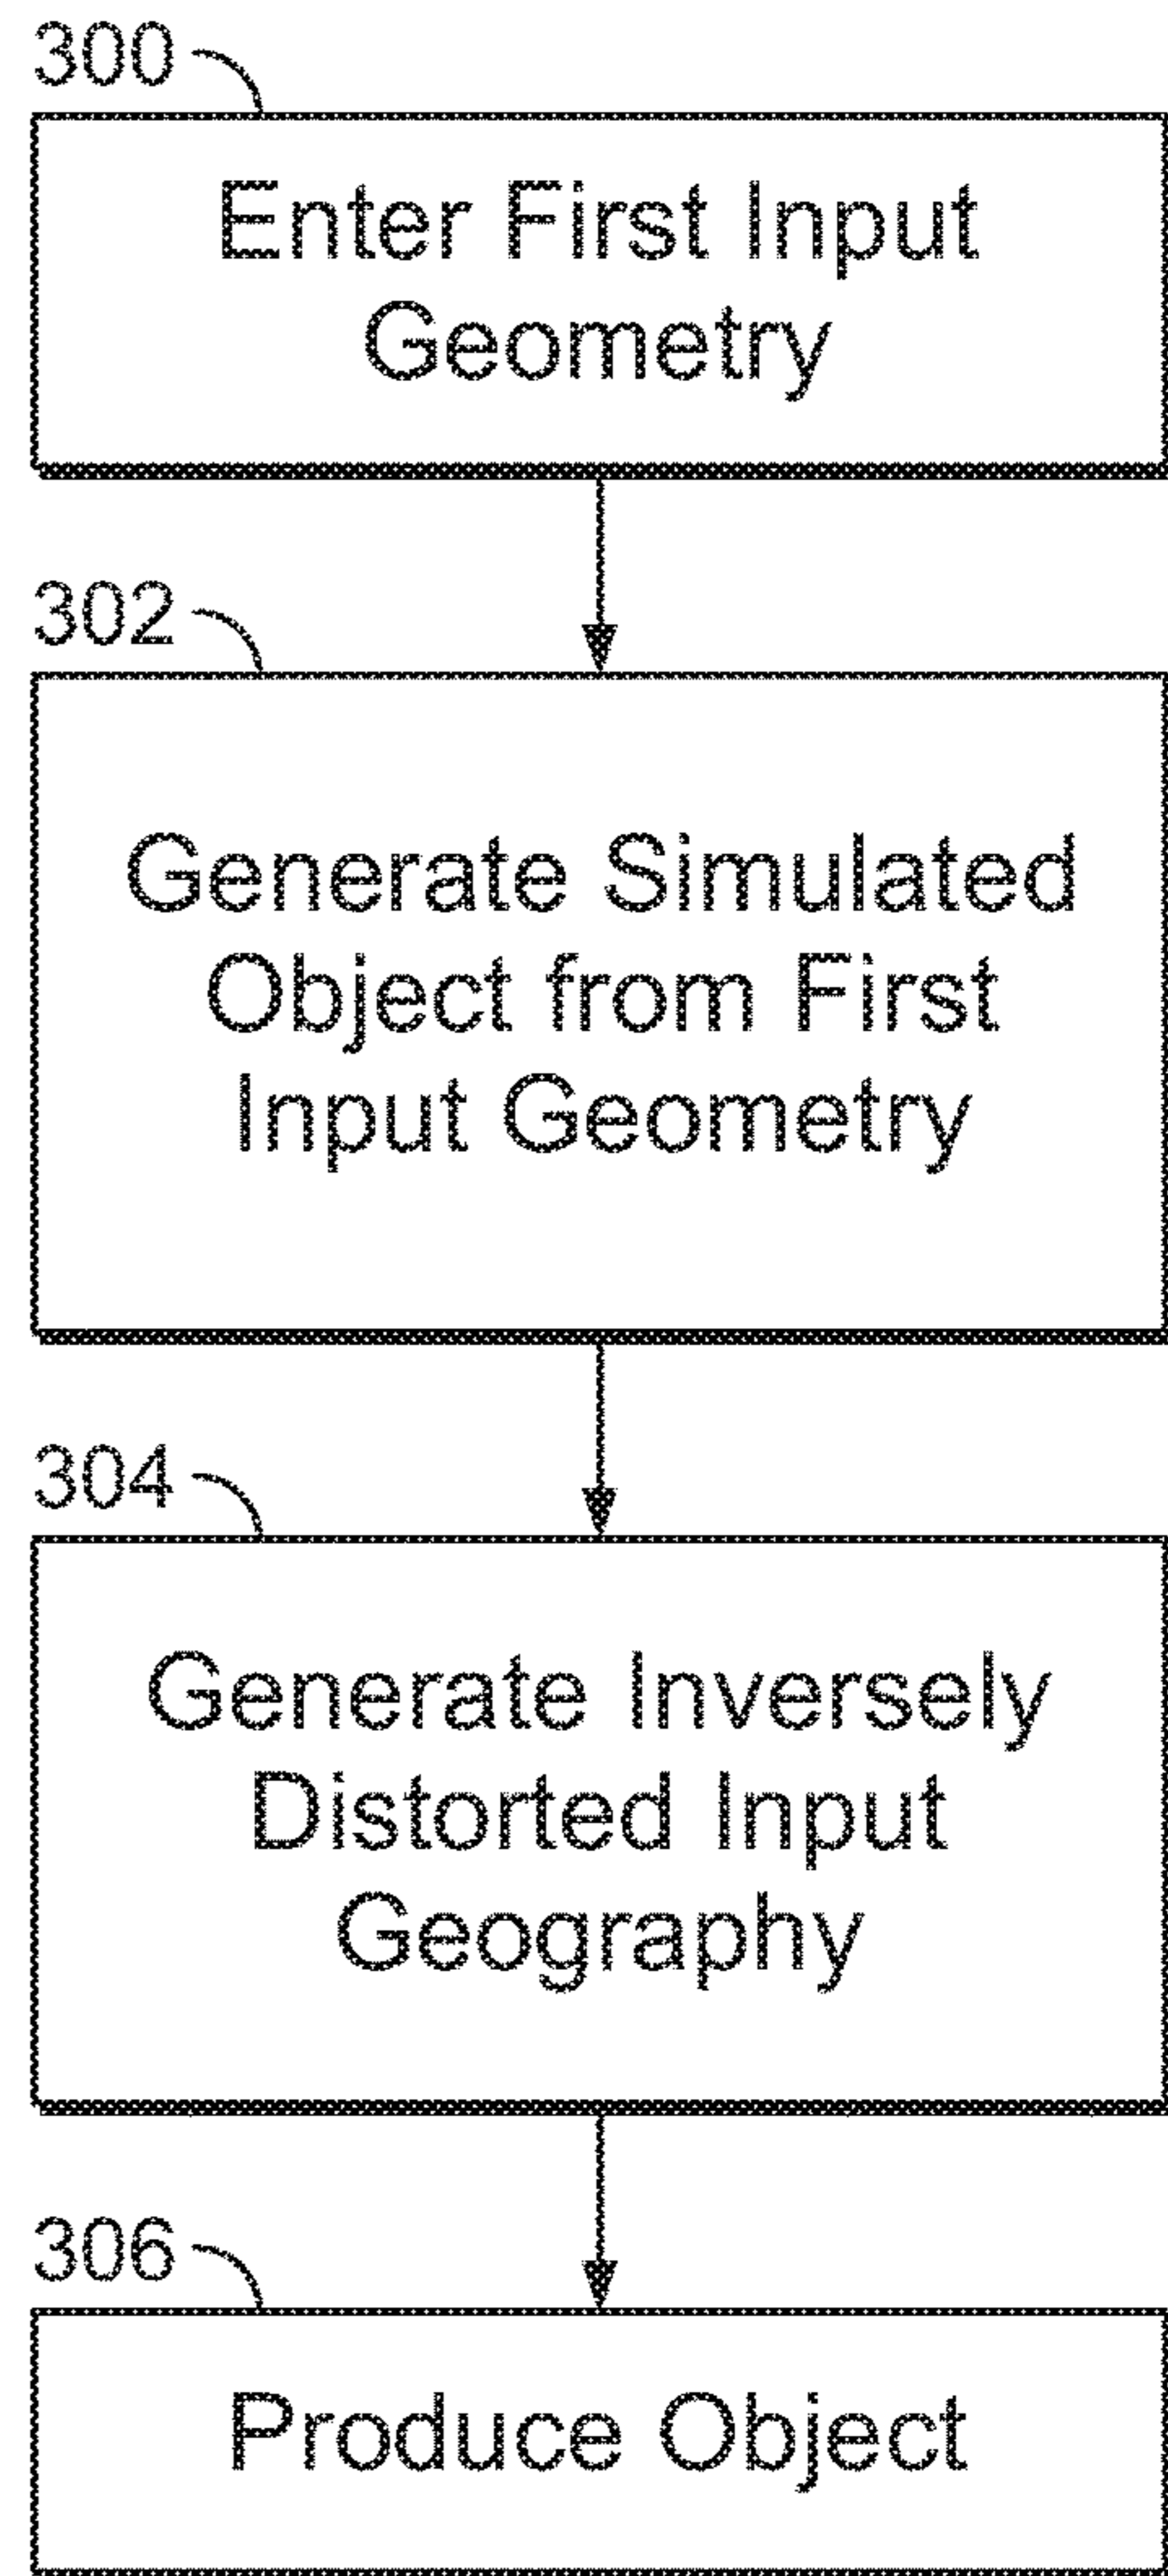 300
Enter First Input
Geometry
302
Generate Simulated
Object from First
Input Geometry
304
Generate Inversely
Distorted Input
Geography
306
Produce Object